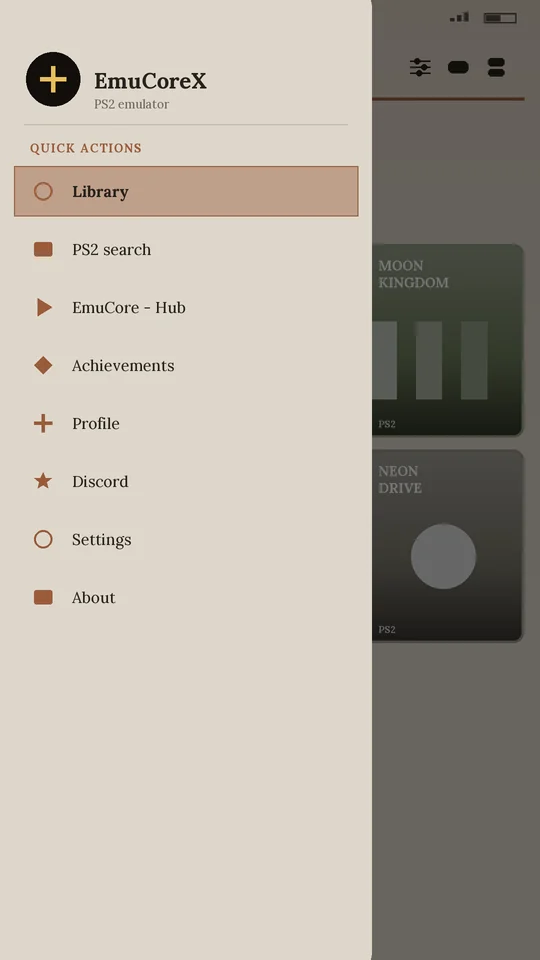 EmuCoreX
PS2 emulator
QUICK ACTIONS
Library
PS2 search
EmuCore - Hub
Achievements
Profile
Discord
Settings
About
MOON
KINGDOM
PS2
NEON
DRIVE
PS2